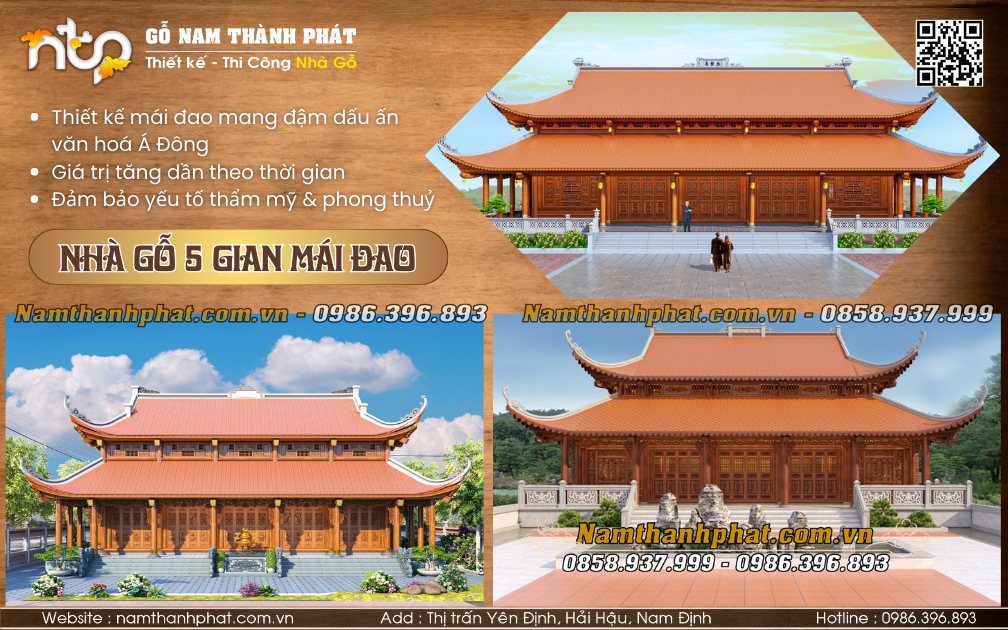 ntp
GỖ NAM THÀNH PHÁT
Thiết kế - Thi Công Nhà Gỗ
• Thiết kế mái đao mang đậm dấu ấn
văn hoá Á Đông
• Giá trị tăng dần theo thời gian
• Đảm bảo yếu tố thẩm mỹ & phong thuỷ
NHÀ GỖ 5 GIAN MÁI ĐAO
Namthanhphat.com.vn - 0986.396.893
Namthanhphat.com.vn - 0858.937.999
Namthanhphat.com.vn
0858.937.999 - 0986.396.893
Website : namthanhphat.com.vn
Add : Thị trấn Yên Định, Hải Hậu, Nam Định
Hotline : 0986.396.893